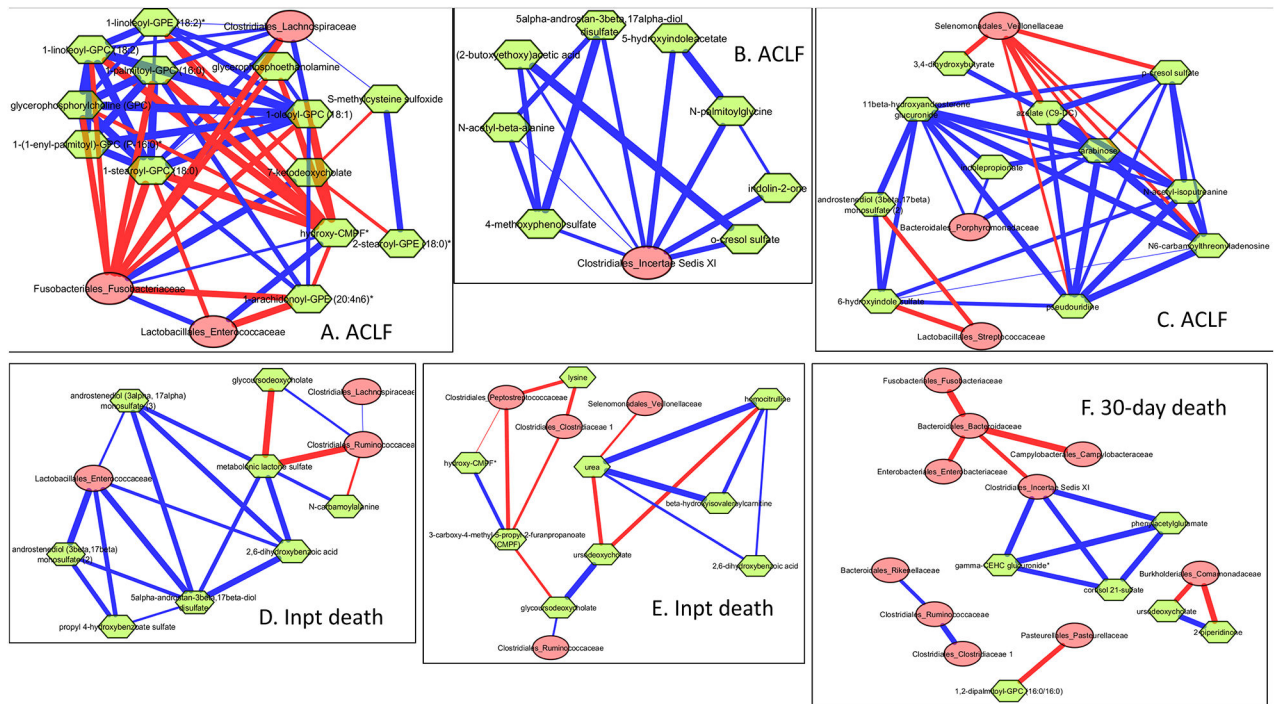 1-linoleoyl-GPE (18:2)*
Clostridiales_Lachnospiraceae
1-linoleoyl-GPC (18:2)
1-palmitoyl-GPC (16:0)
glycerophosphoethanolamine
S-methylcysteine sulfoxide
glycerophosphorylcholine (GPC)
1-oleoyl-GPC (18:1)
1-(1-enyl-palmitoyl)-GPC (P-16:0)*
1-stearoyl-GPC (18:0)
7-ketodeoxycholate
hydroxy-CMPF*
2-stearoyl-GPE (18:0)*
Fusobacteriales_Fusobacteriaceae
1-arachidonoyl-GPE (20:4n6)*
Lactobacillales_Enterococcaceae
A. ACLF
5alpha-androstan-3beta,17alpha-diol
disulfate
5-hydroxyindoleacetate
(2-butoxyethoxy)acetic acid
B. ACLF
N-acetyl-beta-alanine
N-palmitoylglycine
indolin-2-one
4-methoxyphenol sulfate
o-cresol sulfate
Clostridiales_Incertae Sedis XI
Selenomonadales_Veillonellaceae
3,4-dihydroxybutyrate
p-cresol sulfate
11beta-hydroxyandrosterone
glucuronide
azelate (C9-DC)
arabinose
indolepropionate
N-acetyl-isoputreanine
androstenediol (3beta,17beta)
monosulfate (2)
Bacteroidales_Porphyromonadaceae
N6-carbamoylthreonyladenosine
6-hydroxyindole sulfate
pseudouridine
Lactobacillales_Streptococcaceae
C. ACLF
glycoursodeoxycholate
androstenediol (3alpha, 17alpha)
monosulfate (3)
Clostridiales_Lachnospiraceae
Clostridiales_Ruminococcaceae
metabolonic lactone sulfate
Lactobacillales_Enterococcaceae
N-carbamoylalanine
androstenediol (3beta,17beta)
monosulfate (2)
2,6-dihydroxybenzoic acid
5alpha-androstan-3beta,17beta-diol
disulfate
propyl 4-hydroxybenzoate sulfate
D. Inpt death
lysine
Clostridiales_Peptostreptococcaceae
Selenomonadales_Veillonellaceae
homocitrulline
Clostridiales_Clostridiaceae 1
hydroxy-CMPF*
urea
beta-hydroxyisovaleroylcarnitine
3-carboxy-4-methyl-5-propyl-2-furanpropanoate
(CMPF)
ursodeoxycholate
2,6-dihydroxybenzoic acid
glycoursodeoxycholate
E. Inpt death
Clostridiales_Ruminococcaceae
Fusobacteriales_Fusobacteriaceae
F. 30-day death
Bacteroidales_Bacteroidaceae
Campylobacterales_Campylobacteraceae
Enterobacteriales_Enterobacteriaceae
Clostridiales_Incertae Sedis XI
phenylacetylglutamate
gamma-CEHC glucuronide*
Bacteroidales_Rikenellaceae
Burkholderiales_Comamonadaceae
cortisol 21-sulfate
Clostridiales_Ruminococcaceae
ursodeoxycholate
2-piperidinone
Pasteurellales_Pasteurellaceae
Clostridiales_Clostridiaceae 1
1,2-dipalmitoyl-GPC (16:0/16:0)